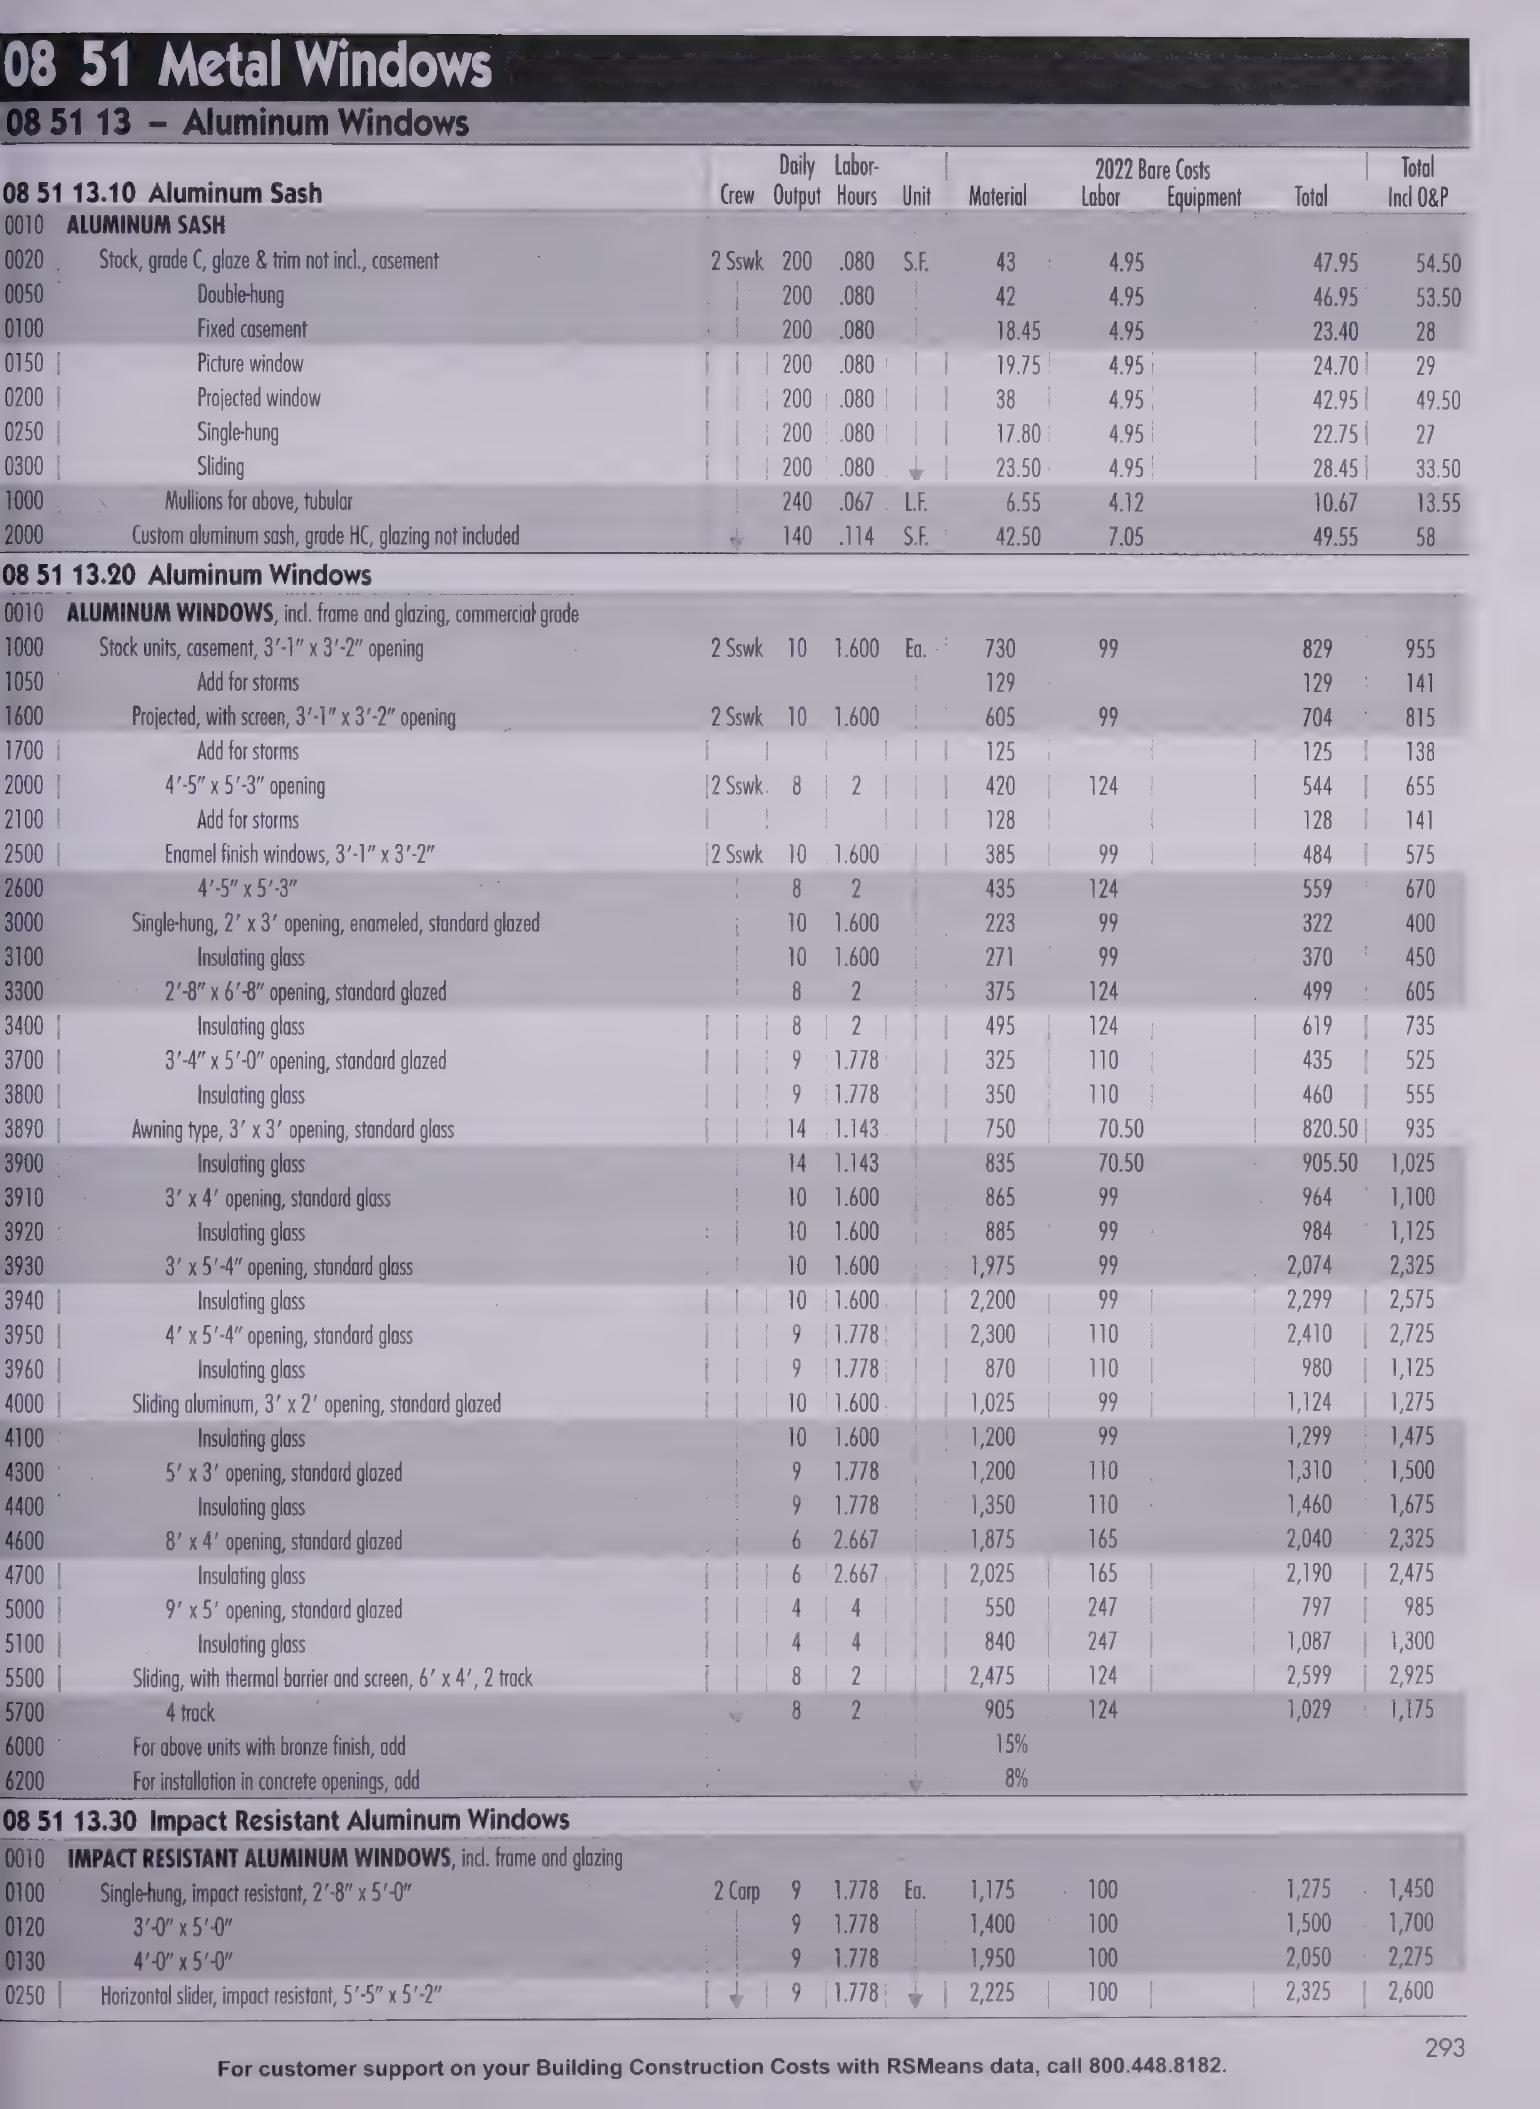 08 51 Metal Windows
08 51 13 – Aluminum Windows
08 51 13.10 Aluminum Sash Crew Daily Output Labor-Hours Unit Material 2022 Bare Costs Labor Equipment Total Total Incl O&P
0010 ALUMINUM SASH
0020 Stock, grade C, glaze & trim not incl., casement 2 Sswk 200 .080 S.F. 43 4.95 47.95 54.50
0050 Double-hung 200 .080 42 4.95 46.95 53.50
0100 Fixed casement 200 .080 18.45 4.95 23.40 28
0150 Picture window 200 .080 19.75 4.95 24.70 29
0200 Projected window 200 .080 38 4.95 42.95 49.50
0250 Single-hung 200 .080 17.80 4.95 22.75 27
0300 Sliding 200 .080 23.50 4.95 28.45 33.50
1000 Mullions for above, tubular 240 .067 L.F. 6.55 4.12 10.67 13.55
2000 Custom aluminum sash, grade HC, glazing not included 140 .114 S.F. 42.50 7.05 49.55 58
08 51 13.20 Aluminum Windows
0010 ALUMINUM WINDOWS, incl. frame and glazing, commercial grade
1000 Stock units, casement, 3'-1" x 3'-2" opening 2 Sswk 10 1.600 Ea. 730 99 829 955
1050 Add for storms 129 129 141
1600 Projected, with screen, 3'-1" x 3'-2" opening 2 Sswk 10 1.600 605 99 704 815
1700 Add for storms 125 125 138
2000 4'-5" x 5'-3" opening 2 Sswk 8 2 420 124 544 655
2100 Add for storms 128 128 141
2500 Enamel finish windows, 3'-1" x 3'-2" 2 Sswk 10 1.600 385 99 484 575
2600 4'-5" x 5'-3" 8 2 435 124 559 670
3000 Single-hung, 2' x 3' opening, enameled, standard glazed 10 1.600 223 99 322 400
3100 Insulating glass 10 1.600 271 99 370 450
3300 2'-8" x 6'-8" opening, standard glazed 8 2 375 124 499 605
3400 Insulating glass 8 2 495 124 619 735
3700 3'-4" x 5'-0" opening, standard glazed 9 1.778 325 110 435 525
3800 Insulating glass 9 1.778 350 110 460 555
3890 Awning type, 3' x 3' opening, standard glass 14 1.143 750 70.50 820.50 935
3900 Insulating glass 14 1.143 835 70.50 905.50 1,025
3910 3' x 4' opening, standard glass 10 1.600 865 99 964 1,100
3920 Insulating glass 10 1.600 885 99 984 1,125
3930 3' x 5'-4" opening, standard glass 10 1.600 1,975 99 2,074 2,325
3940 Insulating glass 10 1.600 2,200 99 2,299 2,575
3950 4' x 5'-4" opening, standard glass 9 1.778 2,300 110 2,410 2,725
3960 Insulating glass 9 1.778 870 110 980 1,125
4000 Sliding aluminum, 3' x 2' opening, standard glazed 10 1.600 1,025 99 1,124 1,275
4100 Insulating glass 10 1.600 1,200 99 1,299 1,475
4300 5' x 3' opening, standard glazed 9 1.778 1,200 110 1,310 1,500
4400 Insulating glass 9 1.778 1,350 110 1,460 1,675
4600 8' x 4' opening, standard glazed 6 2.667 1,875 165 2,040 2,325
4700 Insulating glass 6 2.667 2,025 165 2,190 2,475
5000 9' x 5' opening, standard glazed 4 4 550 247 797 985
5100 Insulating glass 4 4 840 247 1,087 1,300
5500 Sliding, with thermal barrier and screen, 6' x 4', 2 track 8 2 2,475 124 2,599 2,925
5700 4 track 8 2 905 124 1,029 1,175
6000 For above units with bronze finish, add 15%
6200 For installation in concrete openings, add 8%
08 51 13.30 Impact Resistant Aluminum Windows
0010 IMPACT RESISTANT ALUMINUM WINDOWS, incl. frame and glazing
0100 Single-hung, impact resistant, 2'-8" x 5'-0" 2 Carp 9 1.778 Ea. 1,175 100 1,275 1,450
0120 3'-0" x 5'-0" 9 1.778 1,400 100 1,500 1,700
0130 4'-0" x 5'-0" 9 1.778 1,950 100 2,050 2,275
0250 Horizontal slider, impact resistant, 5'-5" x 5'-2" 9 1.778 2,225 100 2,325 2,600
293
For customer support on your Building Construction Costs with RSMeans data, call 800.448.8182.